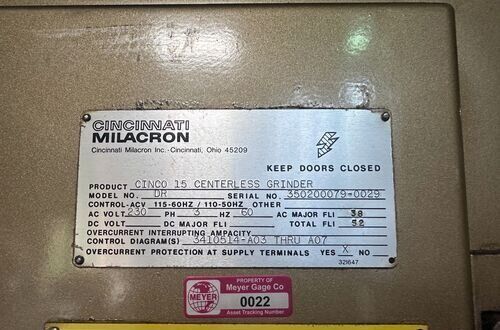 CINCINNATI
MILACRON
Cincinnati Milacron Inc.-Cincinnati, Ohio 45209
KEEP DOORS CLOSED
PRODUCT CINCO 15 CENTERLESS GRINDER
MODEL NO. DR SERIAL NO. 350200079-0029
CONTROL-ACV 115-60HZ / 110-50HZ OTHER
AC VOLT 230 PH 3 HZ 60 AC MAJOR FLI 38
DC VOLT DC MAJOR FLI TOTAL FLI 52
OVERCURRENT INTERRUPTING AMPACITY
CONTROL DIAGRAM(S) 3410514-A03 THRU A07
OVERCURRENT PROTECTION AT SUPPLY TERMINALS YES X NO
321647
PROPERTY OF
Meyer Gage Co
MEYER
0022
Asset Tracking Number